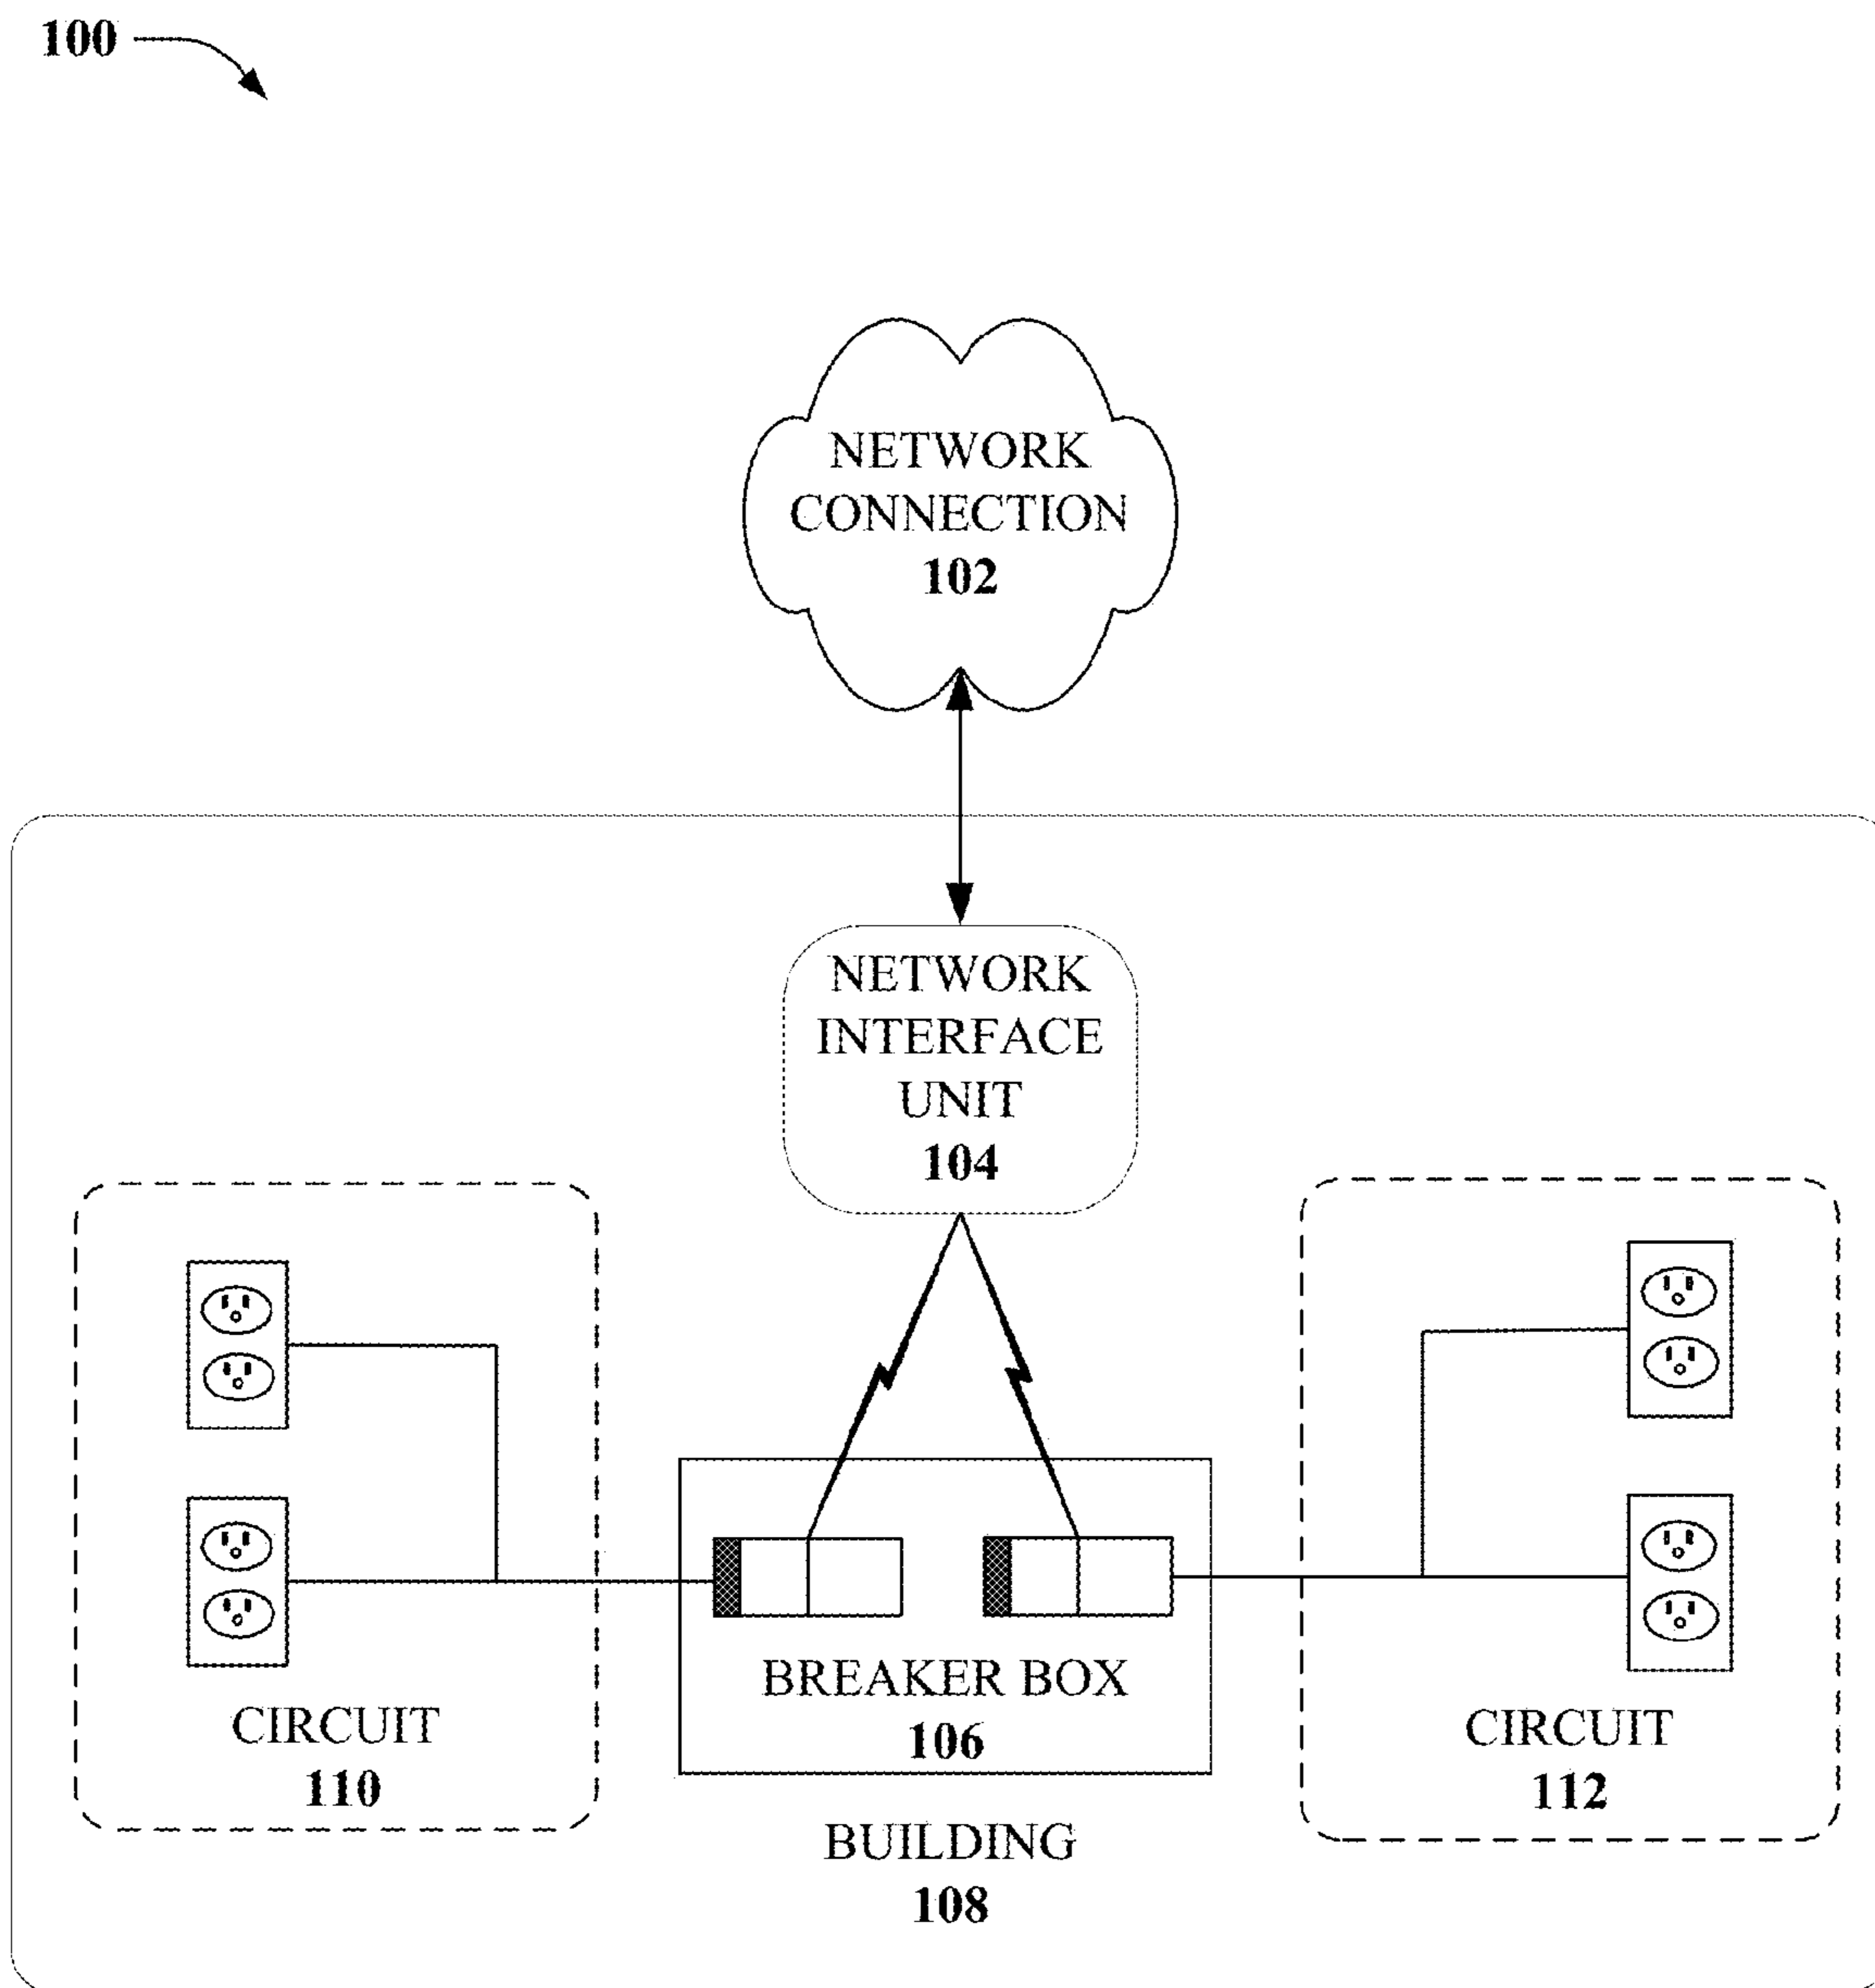 100
NETWORK
CONNECTION
102
NETWORK
INTERFACE
UNIT
104
BREAKER BOX
106
CIRCUIT
110
CIRCUIT
112
BUILDING
108